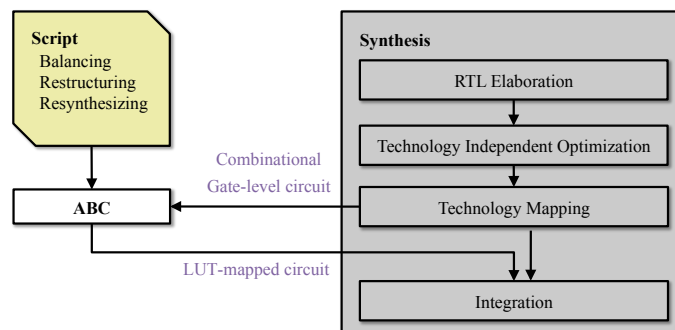 Script
Balancing
Restructuring
Resynthesizing
ABC
Combinational
Gate-level circuit
LUT-mapped circuit
Synthesis
RTL Elaboration
Technology Independent Optimization
Technology Mapping
Integration